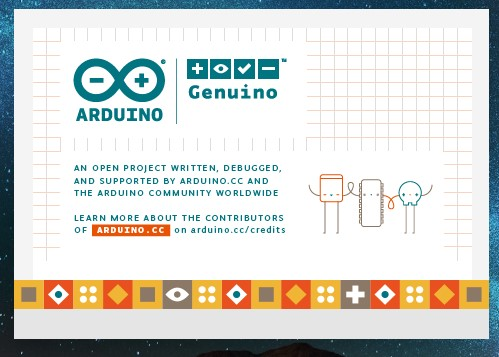 ARDUINO
Genuino
AN OPEN PROJECT WRITTEN, DEBUGGED,
AND SUPPORTED BY ARDUINO.CC AND
THE ARDUINO COMMUNITY WORLDWIDE
LEARN MORE ABOUT THE CONTRIBUTORS
OF ARDUINO.CC on arduino.cc/credits